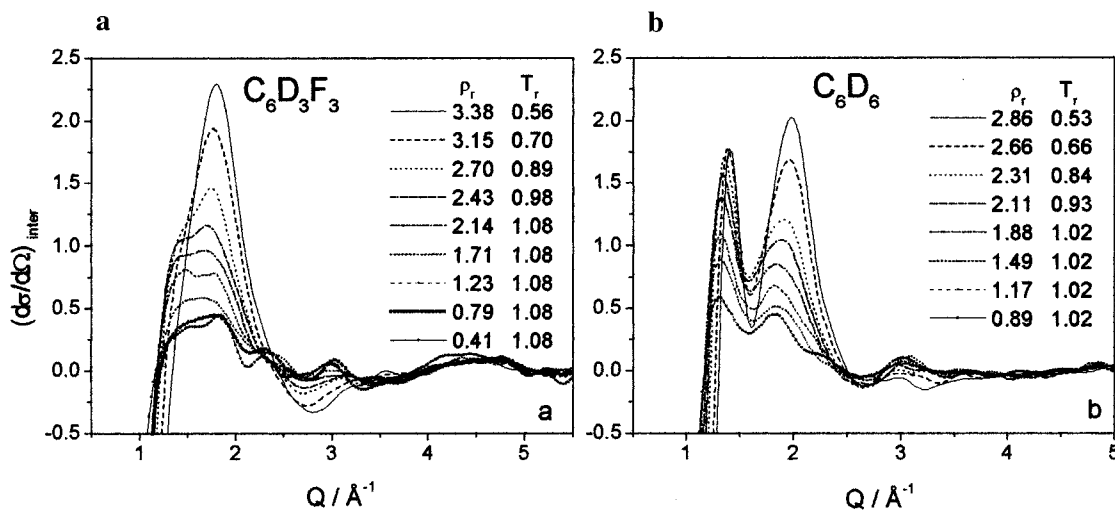 a
C₆D₃F₃
ρᵣ Tᵣ
3.38 0.56
3.15 0.70
2.70 0.89
2.43 0.98
2.14 1.08
1.71 1.08
1.23 1.08
0.79 1.08
0.41 1.08
(dσ/dΩ) inter
2.5
2.0
1.5
1.0
0.5
0.0
-0.5
a
1 2 3 4 5
Q / Å⁻¹
b
C₆D₆
ρᵣ Tᵣ
2.86 0.53
2.66 0.66
2.31 0.84
2.11 0.93
1.88 1.02
1.49 1.02
1.17 1.02
0.89 1.02
2.5
2.0
1.5
1.0
0.5
0.0
-0.5
b
1 2 3 4 5
Q / Å⁻¹